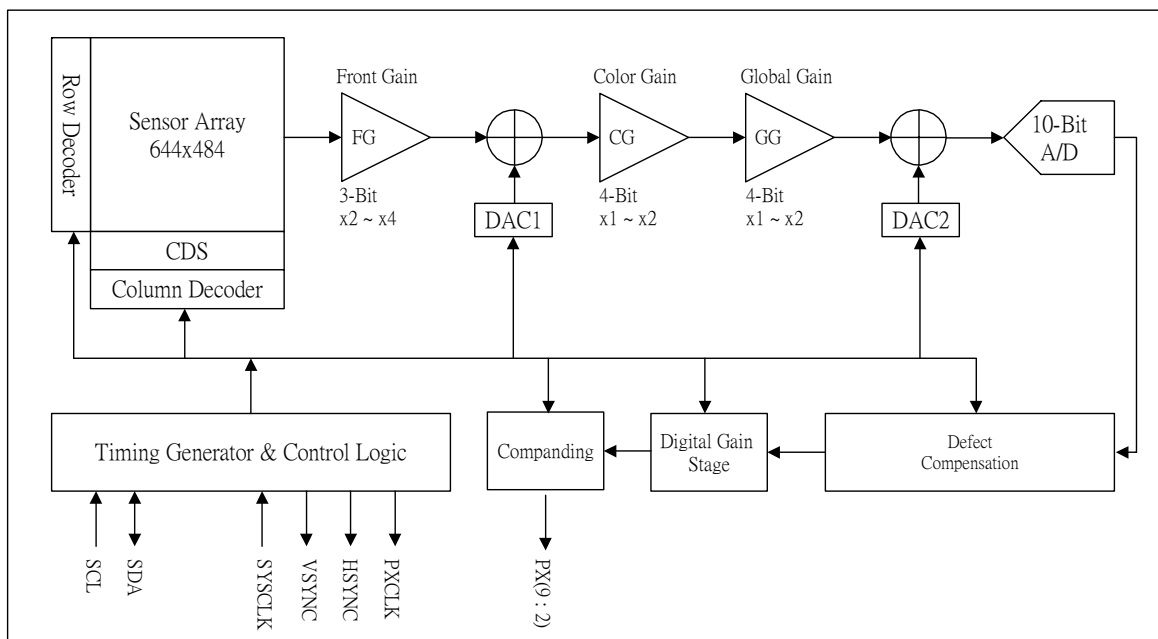 Row Decoder
Sensor Array
644x484
CDS
Column Decoder
Front Gain
FG
3-Bit
x2 ~ x4
DAC1
Color Gain
CG
4-Bit
x1 ~ x2
Global Gain
GG
4-Bit
x1 ~ x2
DAC2
10-Bit
A/D
Timing Generator & Control Logic
Companding
Digital Gain
Stage
Defect
Compensation
SCL
SDA
SYSCLK
VSYNC
HSYNC
PXCLK
PX(9 : 2)